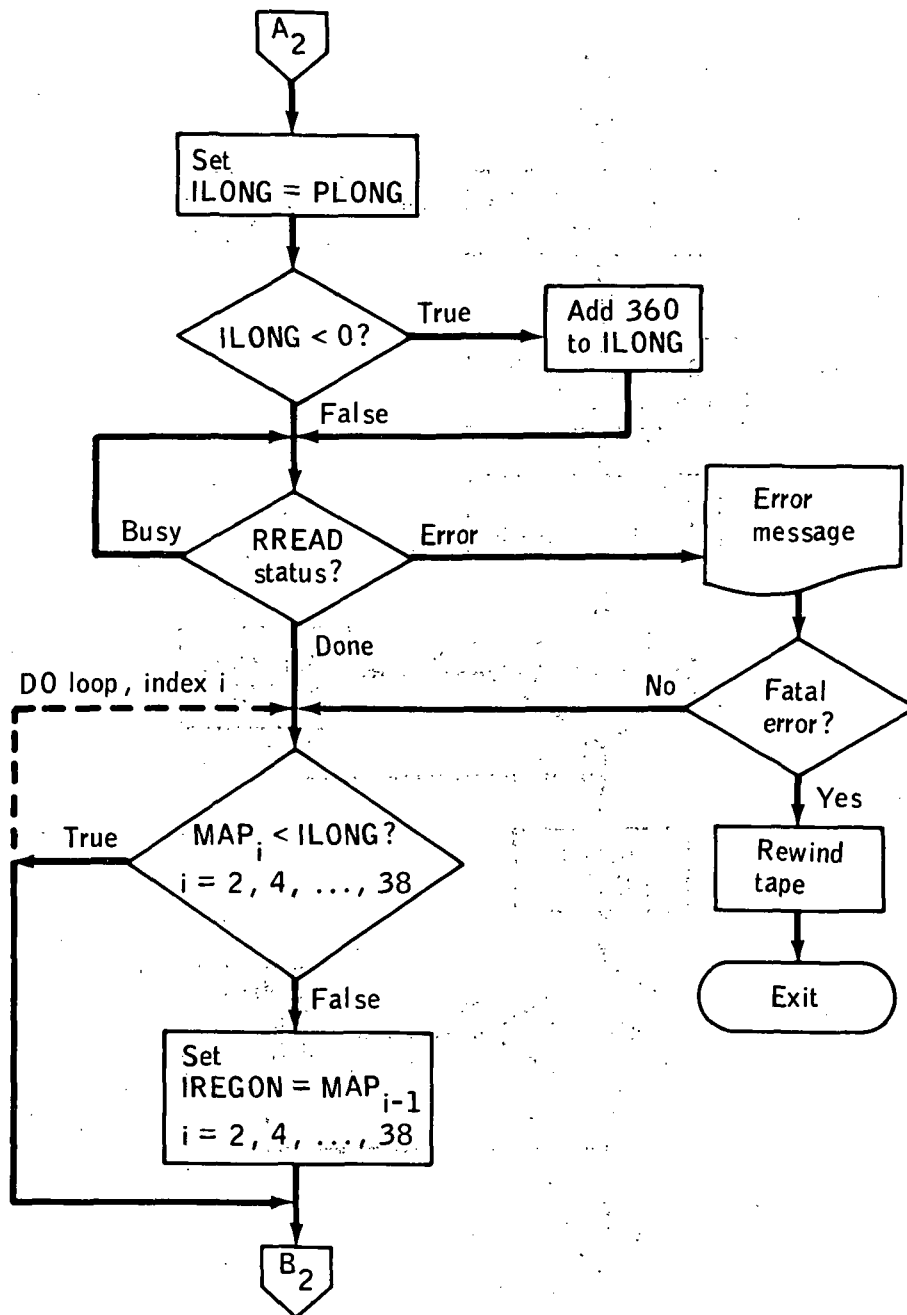 A2
Set
ILONG = PLONG
ILONG < 0?
True
Add 360
to ILONG
False
Busy
RREAD
status?
Error
Error
message
Done
DO loop, index i
No
Fatal
error?
Yes
True
MAPi < ILONG?
i = 2, 4, ..., 38
Rewind
tape
False
Exit
Set
IREGON = MAPi-1
i = 2, 4, ..., 38
B2